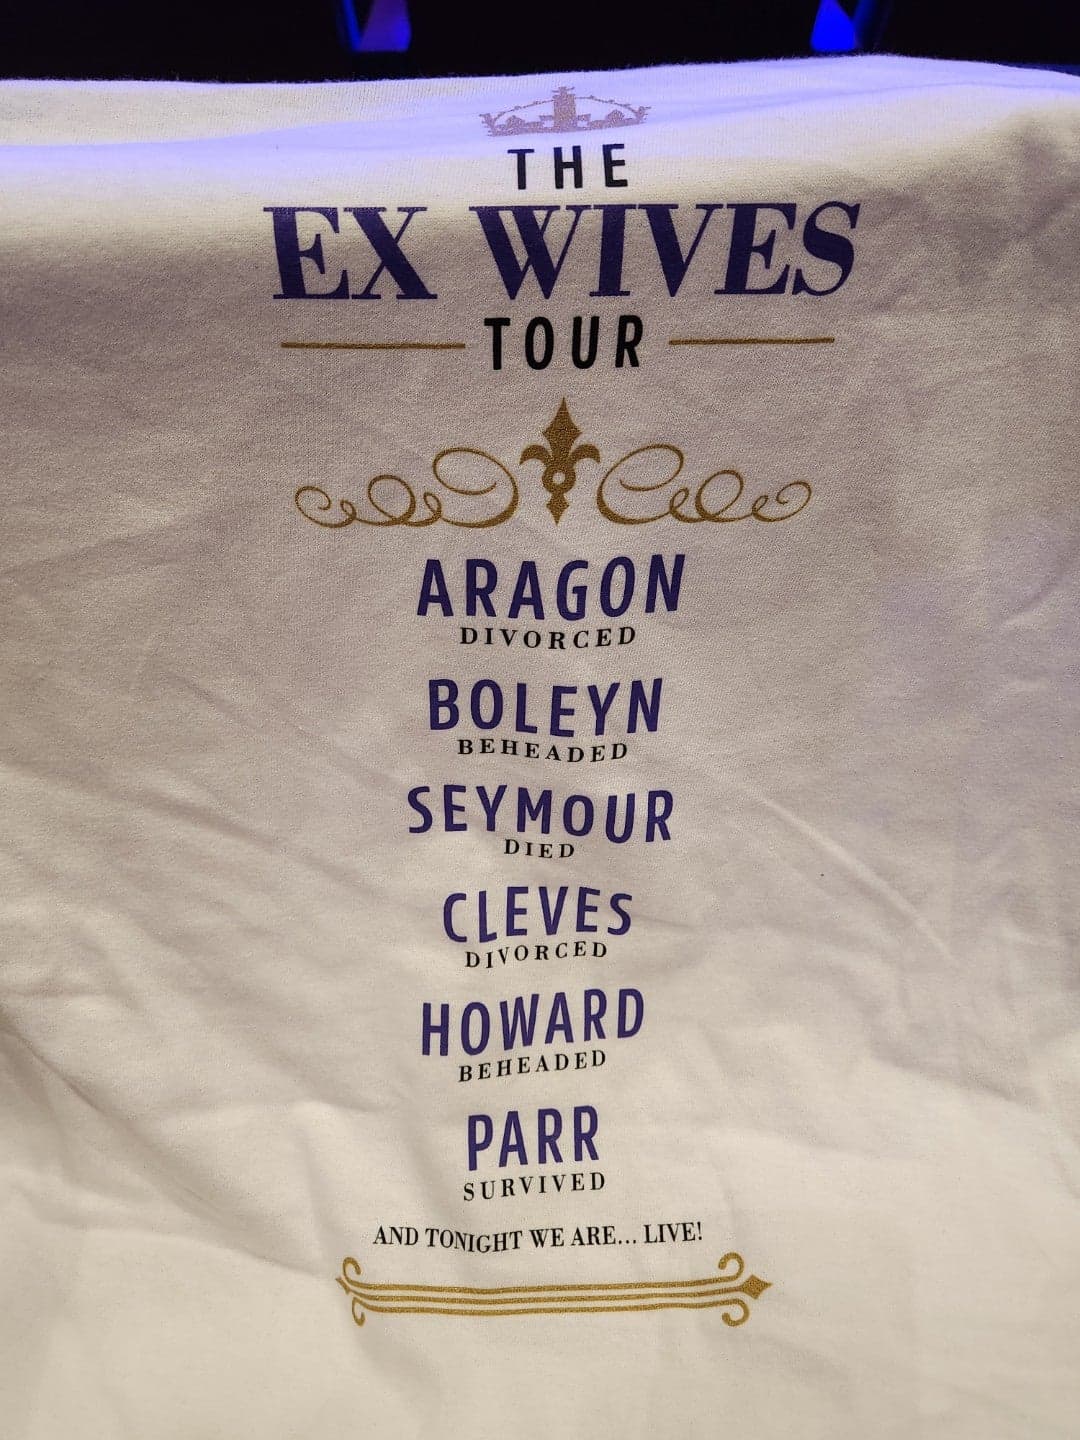 THE
EX WIVES
TOUR
ARAGON
DIVORCED
BOLEYN
BEHEADED
SEYMOUR
DIED
CLEVES
DIVORCED
HOWARD
BEHEADED
PARR
SURVIVED
AND TONIGHT WE ARE... LIVE!